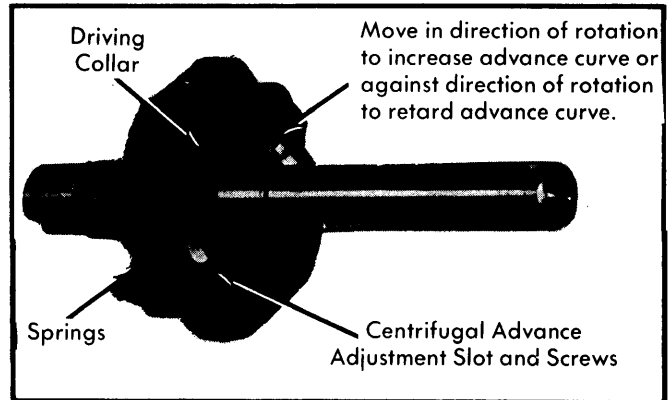 Driving
Collar
Move in direction of rotation
to increase advance curve or
against direction of rotation
to retard advance curve.
Springs
Centrifugal Advance
Adjustment Slot and Screws